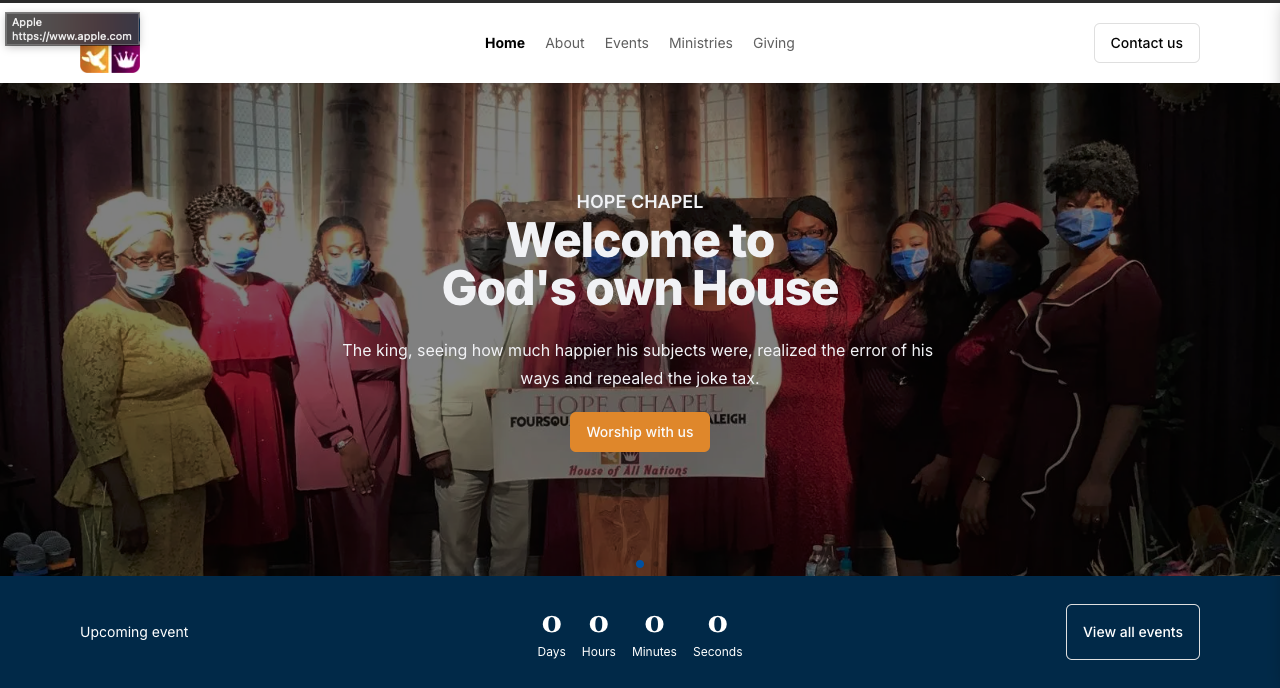 Apple
https://www.apple.com
Home About Events Ministries Giving
Contact us
HOPE CHAPEL
Welcome to
God's own House
The king, seeing how much happier his subjects were, realized the error of his
ways and repealed the joke tax.
HOPE CHAPEL
FOURSQU ALEIGH
Worship with us
House of All Nations
Upcoming event
0 0 0 0
Days Hours Minutes Seconds
View all events